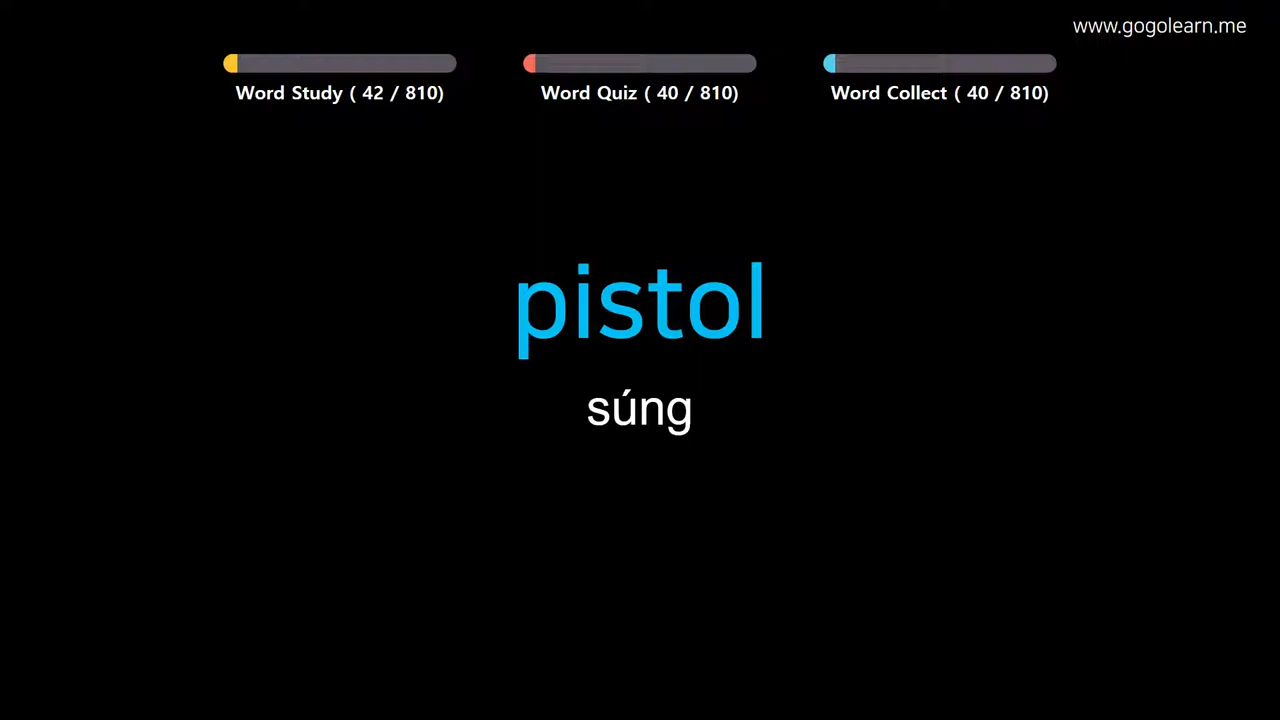 www.gogolearn.me
Word Study ( 42 / 810)
Word Quiz ( 40 / 810)
Word Collect ( 40 / 810)
pistol
súng